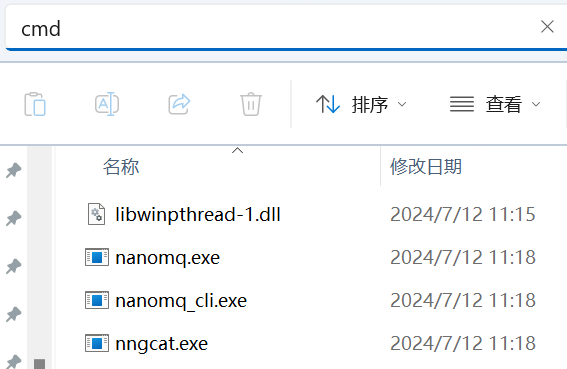 cmd
排序 查看
名称 修改日期
libwinpthread-1.dll 2024/7/12 11:15
nanomq.exe 2024/7/12 11:18
nanomq_cli.exe 2024/7/12 11:18
nngcat.exe 2024/7/12 11:18